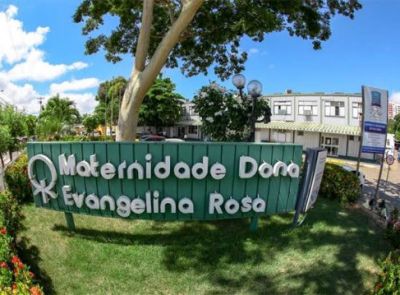 Maternidade Dona
Evangelina Rosa